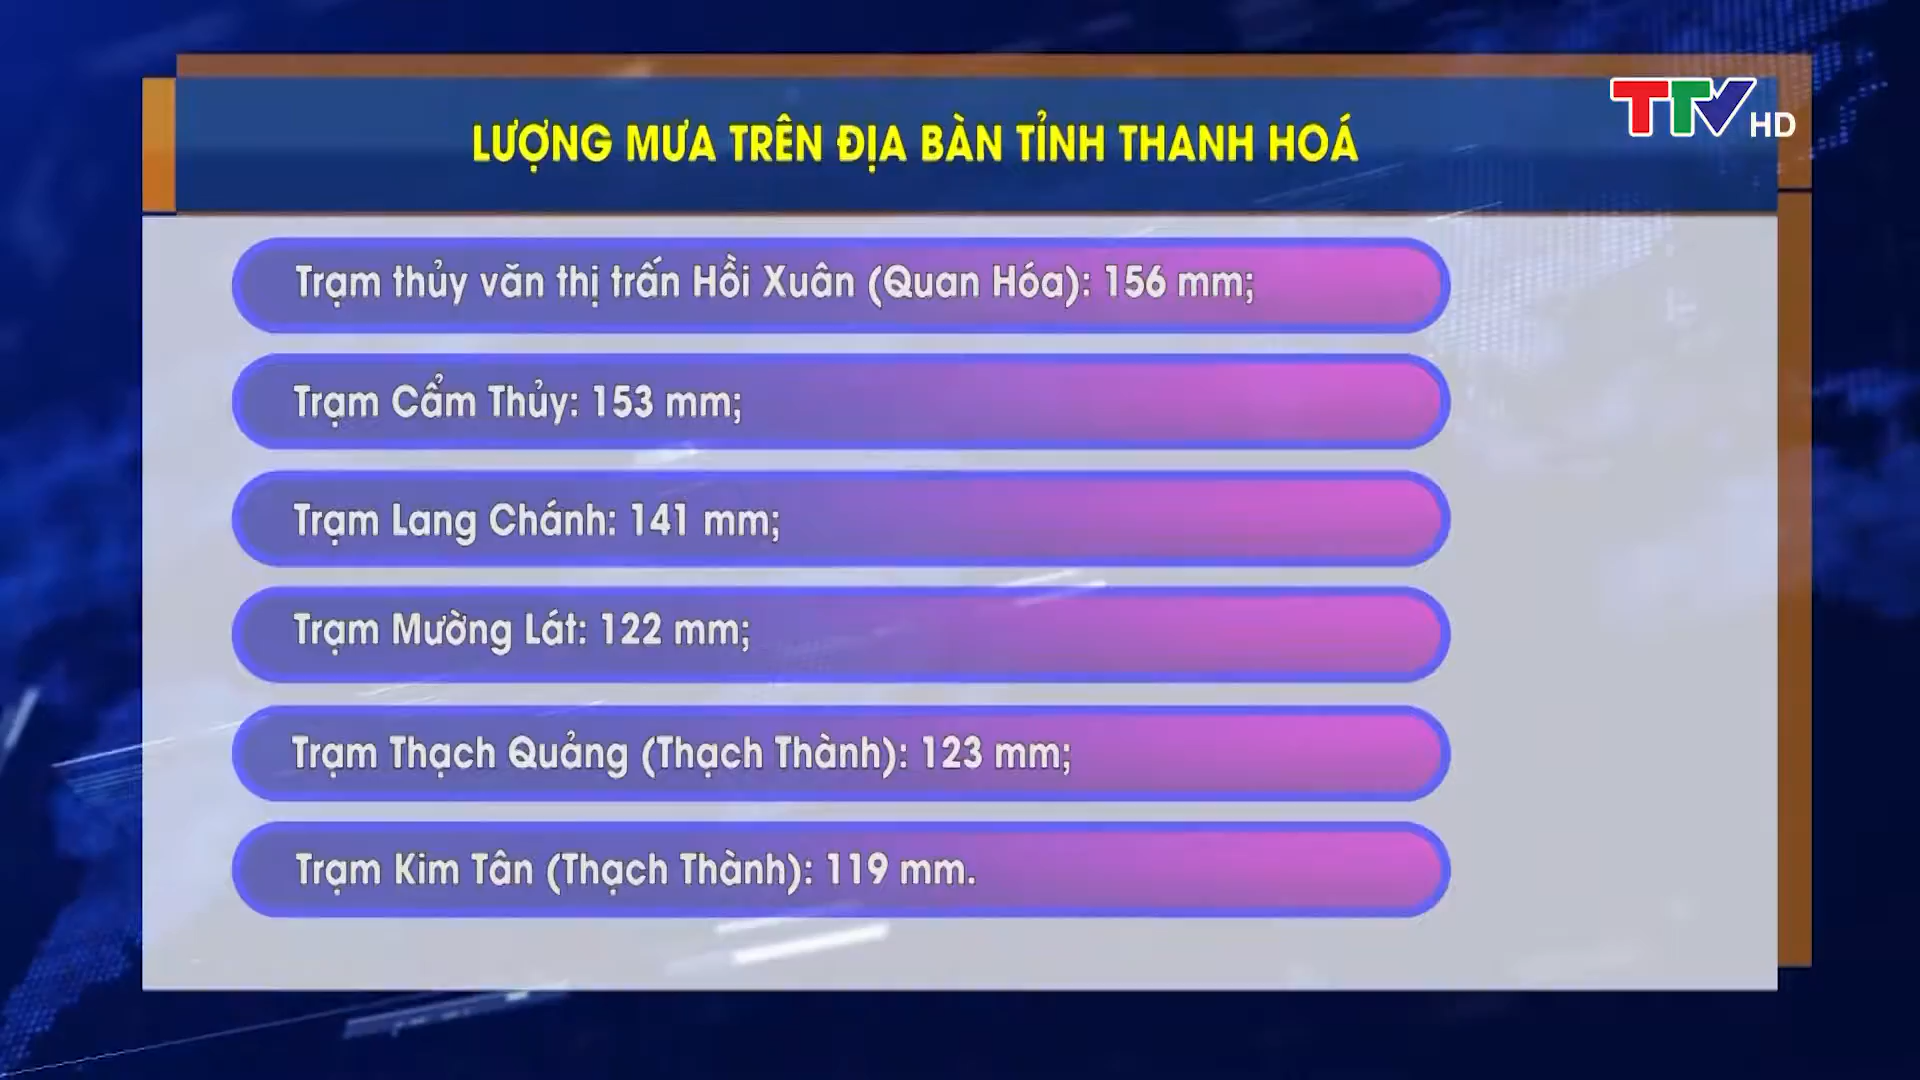 LƯỢNG MƯA TRÊN ĐỊA BÀN TỈNH THANH HOÁ
TTV HD
Trạm thủy văn thị trấn Hồi Xuân (Quan Hóa): 156 mm;
Trạm Cẩm Thủy: 153 mm;
Trạm Lang Chánh: 141 mm;
Trạm Mường Lát: 122 mm;
Trạm Thạch Quảng (Thạch Thành): 123 mm;
Trạm Kim Tân (Thạch Thành): 119 mm.